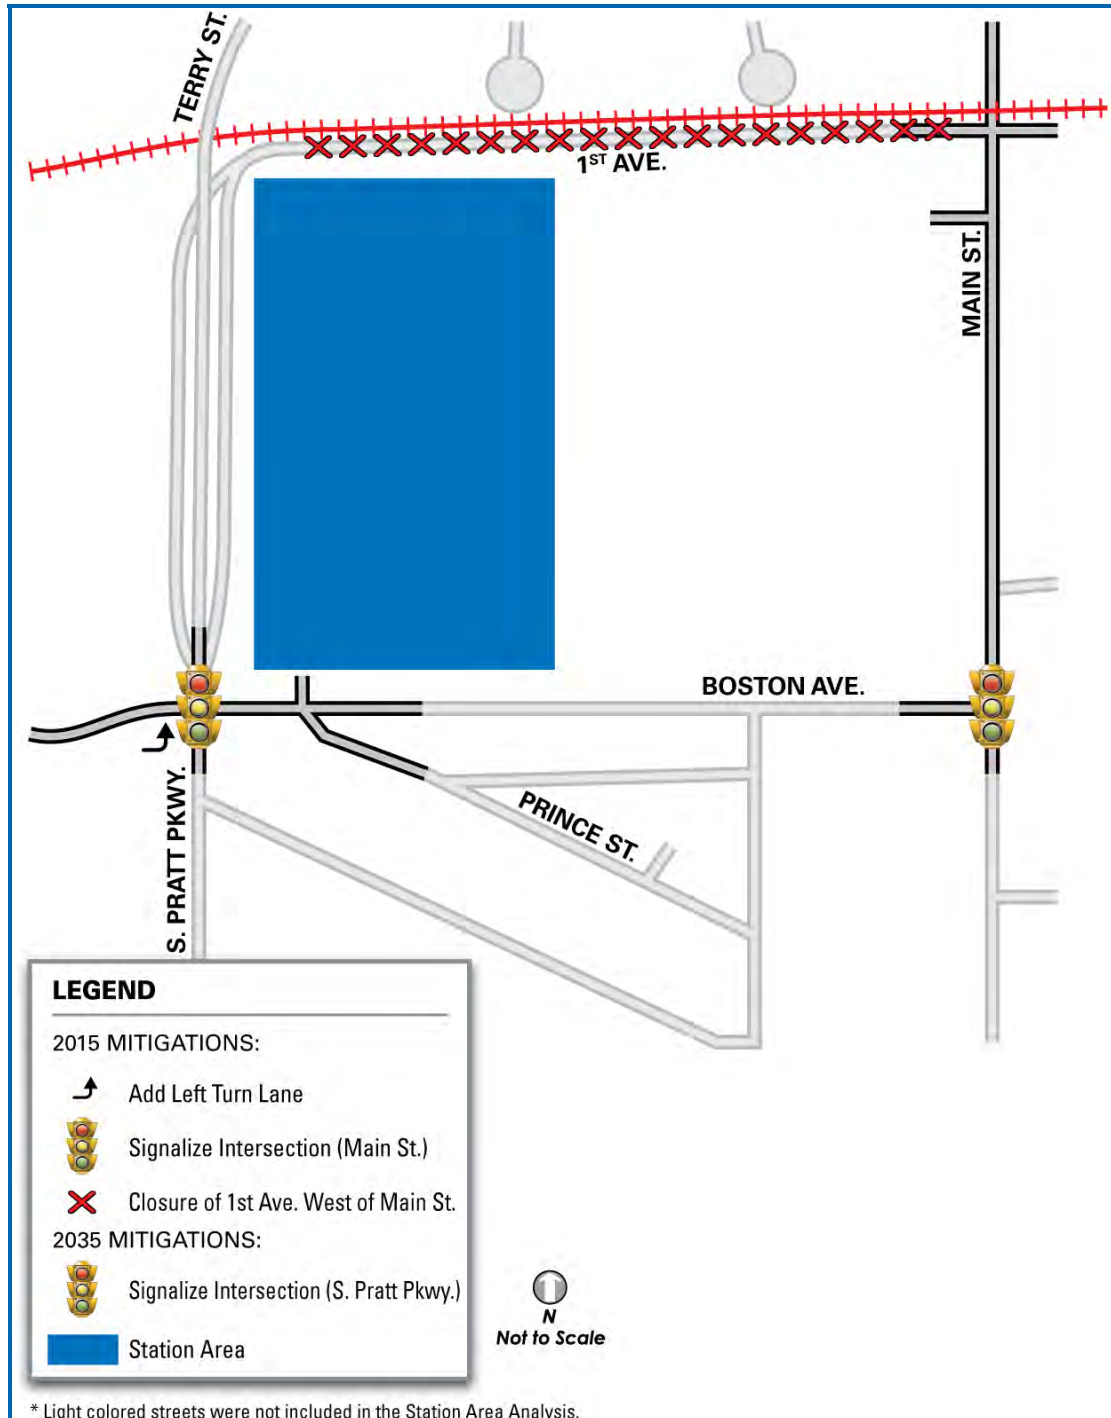 TERRY ST.
1ST AVE.
MAIN ST.
BOSTON AVE.
PRINCE ST.
S. PRATT PKWY.
LEGEND
2015 MITIGATIONS:
Add Left Turn Lane
Signalize Intersection (Main St.)
Closure of 1st Ave. West of Main St.
2035 MITIGATIONS:
Signalize Intersection (S. Pratt Pkwy.)
Station Area
N
Not to Scale
* Light colored streets were not included in the Station Area Analysis.